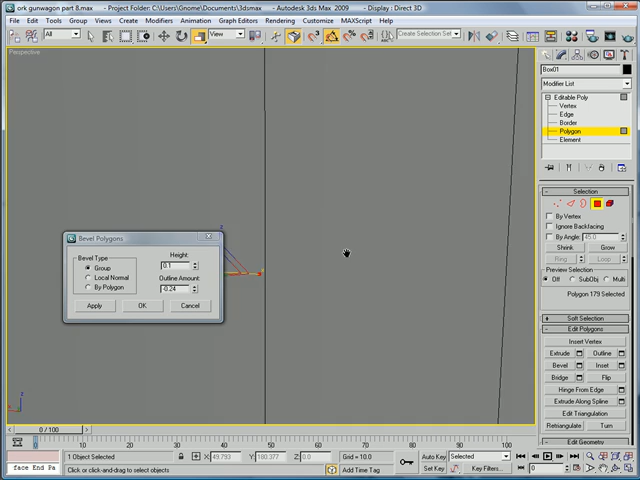 ork gunwagon part 8.max - Project Folder: C:\Users\Gnome\Documents\3dsmax - Autodesk 3ds Max 2009 - Display : Direct 3D
File Edit Tools Group Views Create Modifiers Animation Graph Editors Rendering Customize MAXScript Help
All View Create Selection Set
Perspective
Box01
Modifier List
Editable Poly
Vertex
Edge
Border
Polygon
Element
Selection
By Vertex
Ignore Backfacing
By Angle: 45.0
Shrink Grow
Ring Loop
Preview Selection
Off SubObj Multi
Polygon 179 Selected
Soft Selection
Edit Polygons
Insert Vertex
Extrude Outline
Bevel Inset
Bridge Flip
Hinge From Edge
Extrude Along Spline
Edit Triangulation
Retriangulate Turn
Edit Geometry
Bevel Polygons
Bevel Type
Group
Local Normal
By Polygon
Height:
0.1
Outline Amount:
-0.24
Apply OK Cancel
0 / 100
0 10 20 30 40 50 60 70 80 90 100
1 Object Selected X: 49.793 Y: 180.377 Z: 0.0 Grid = 10.0 Auto Key Selected
face End Pa Click or click-and-drag to select objects Add Time Tag Set Key Key Filters... 0